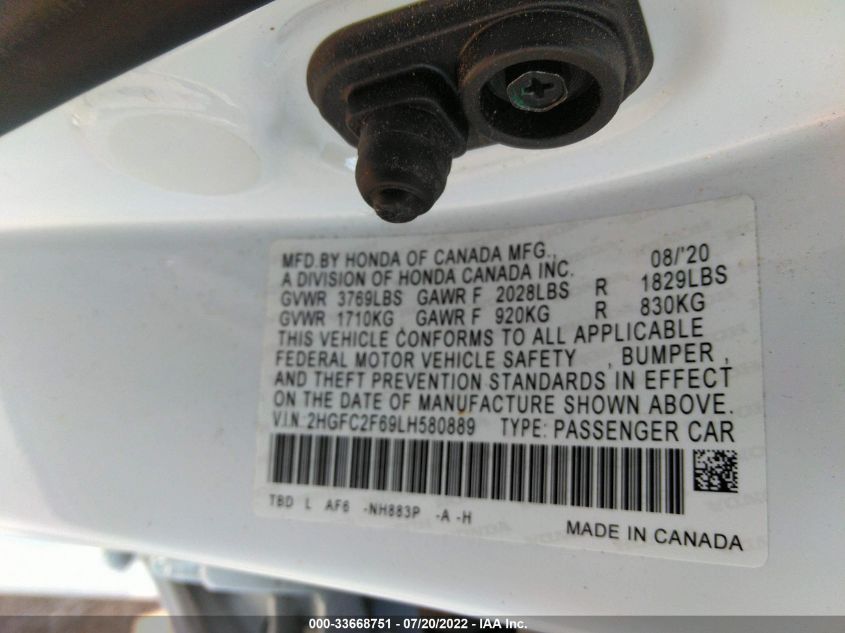 MFD.BY HONDA OF CANADA MFG., 08/'20
A DIVISION OF HONDA CANADA INC.
GVWR 3769LBS GAWR F 2028LBS R 1829LBS
GVWR 1710KG GAWR F 920KG R 830KG
THIS VEHICLE CONFORMS TO ALL APPLICABLE
FEDERAL MOTOR VEHICLE SAFETY , BUMPER ,
AND THEFT PREVENTION STANDARDS IN EFFECT
ON THE DATE OF MANUFACTURE SHOWN ABOVE.
V.I.N.:2HGFC2F69LH580889 TYPE: PASSENGER CAR
TBD L AF6 -NH883P -A -H
MADE IN CANADA
000-33668751 - 07/20/2022 - IAA Inc.